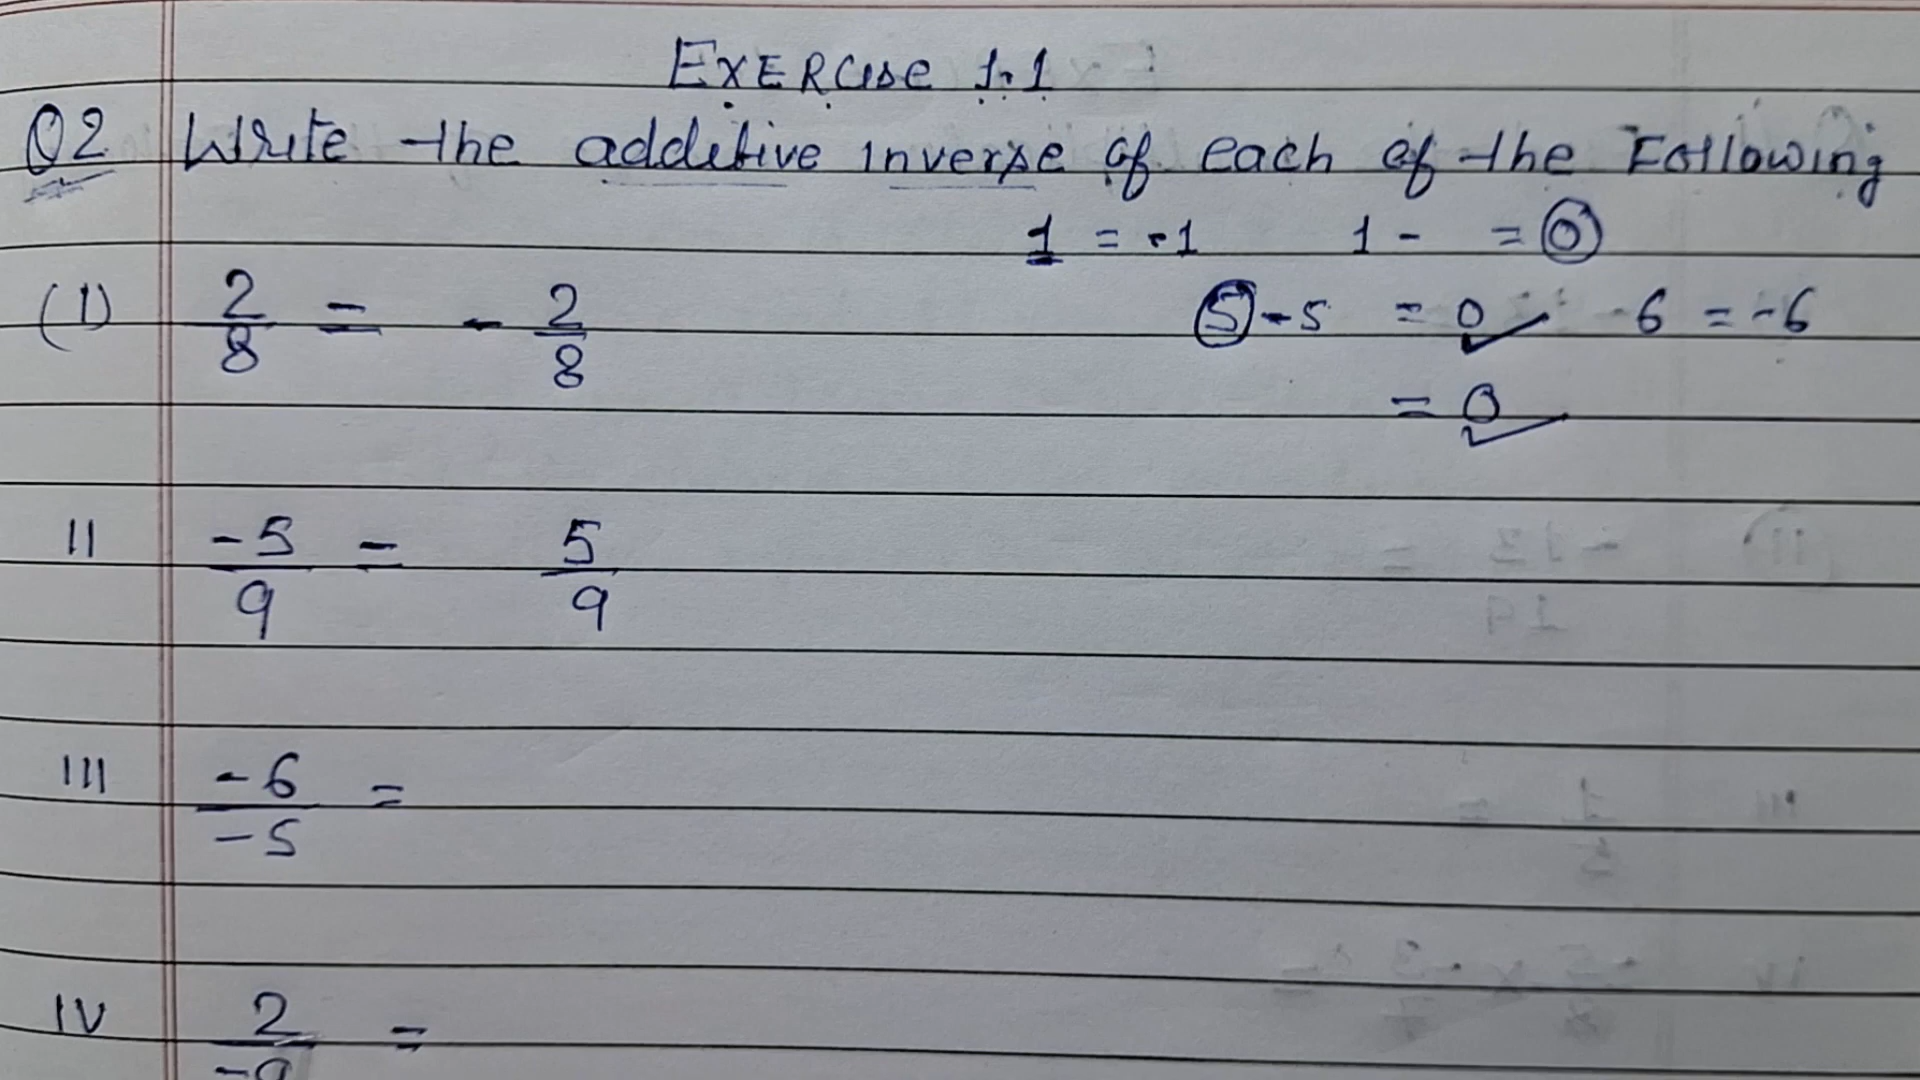 EXERCise 1.1
Q2 Write the additive inverse of each of the Following
1 = -1 1 - = 0
(I) 2/8 = - 2/8
5 - 5 = 0 6 = -6
= 0
II -5/9 = 5/9
III -6/-5 =
IV 2/-9 =